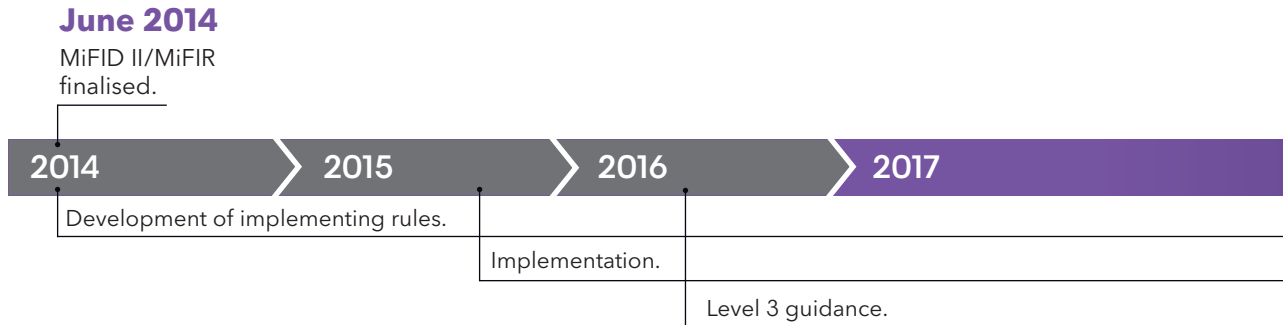 June 2014
MiFID II/MiFIR
finalised.
2014 2015 2016 2017
Development of implementing rules.
Implementation.
Level 3 guidance.